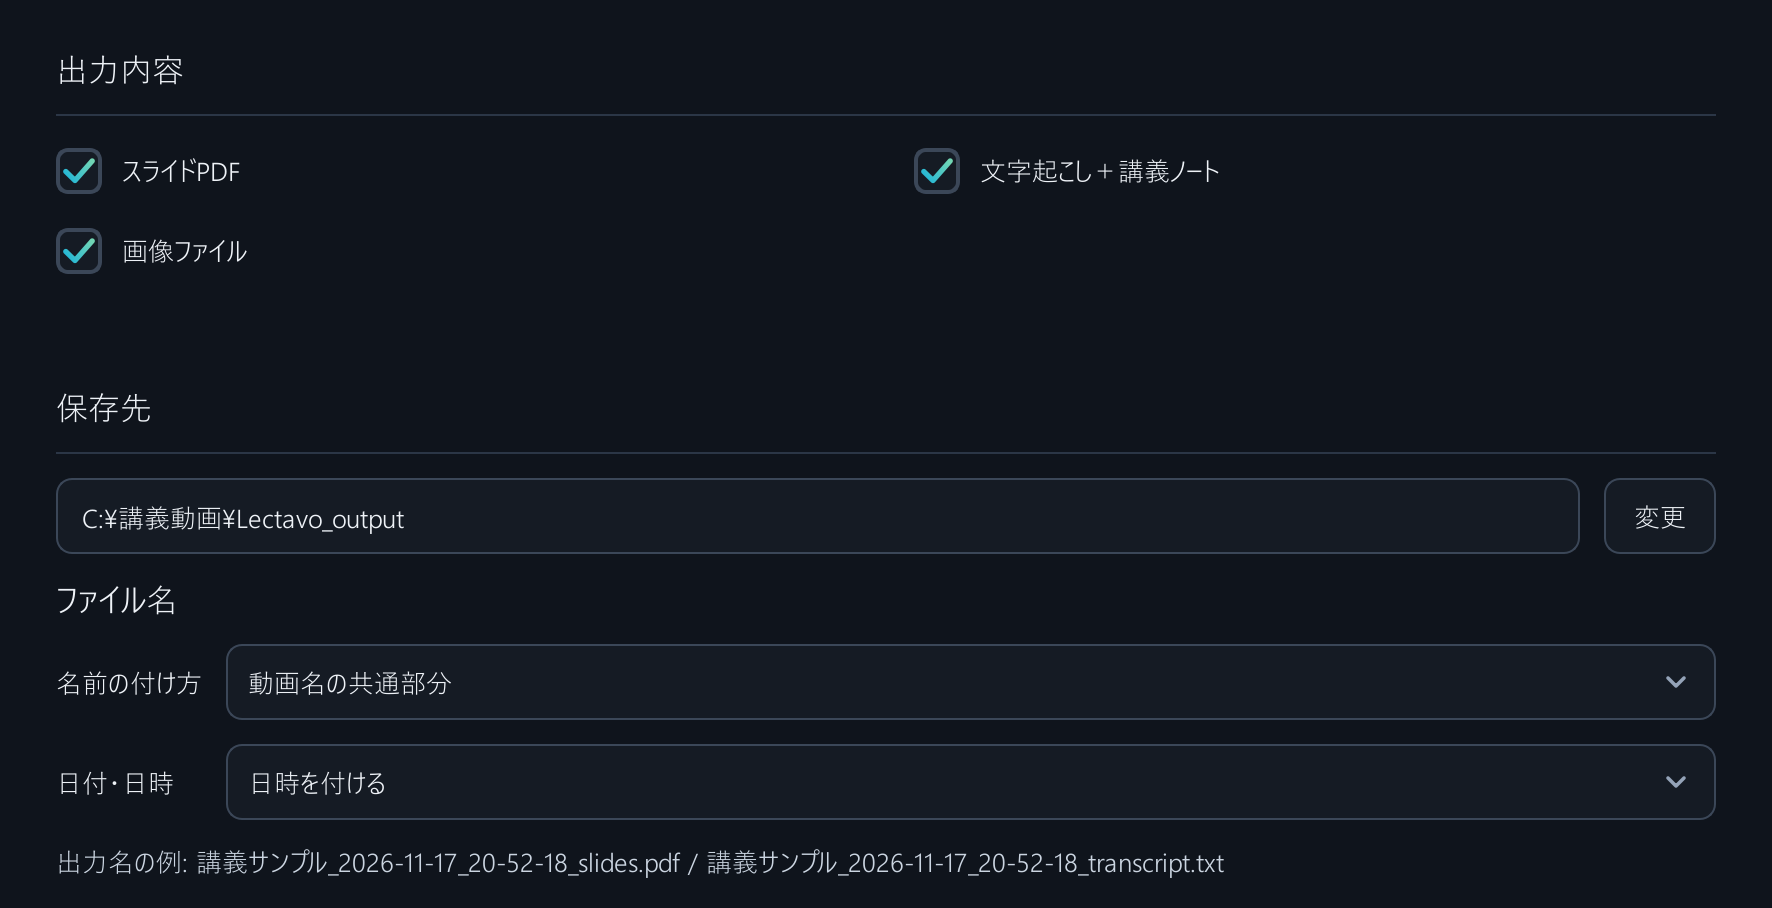 出力内容
スライドPDF
文字起こし＋講義ノート
画像ファイル
保存先
C:¥講義動画¥Lectavo_output
変更
ファイル名
名前の付け方
動画名の共通部分
日付・日時
日時を付ける
出力名の例: 講義サンプル_2026-11-17_20-52-18_slides.pdf / 講義サンプル_2026-11-17_20-52-18_transcript.txt